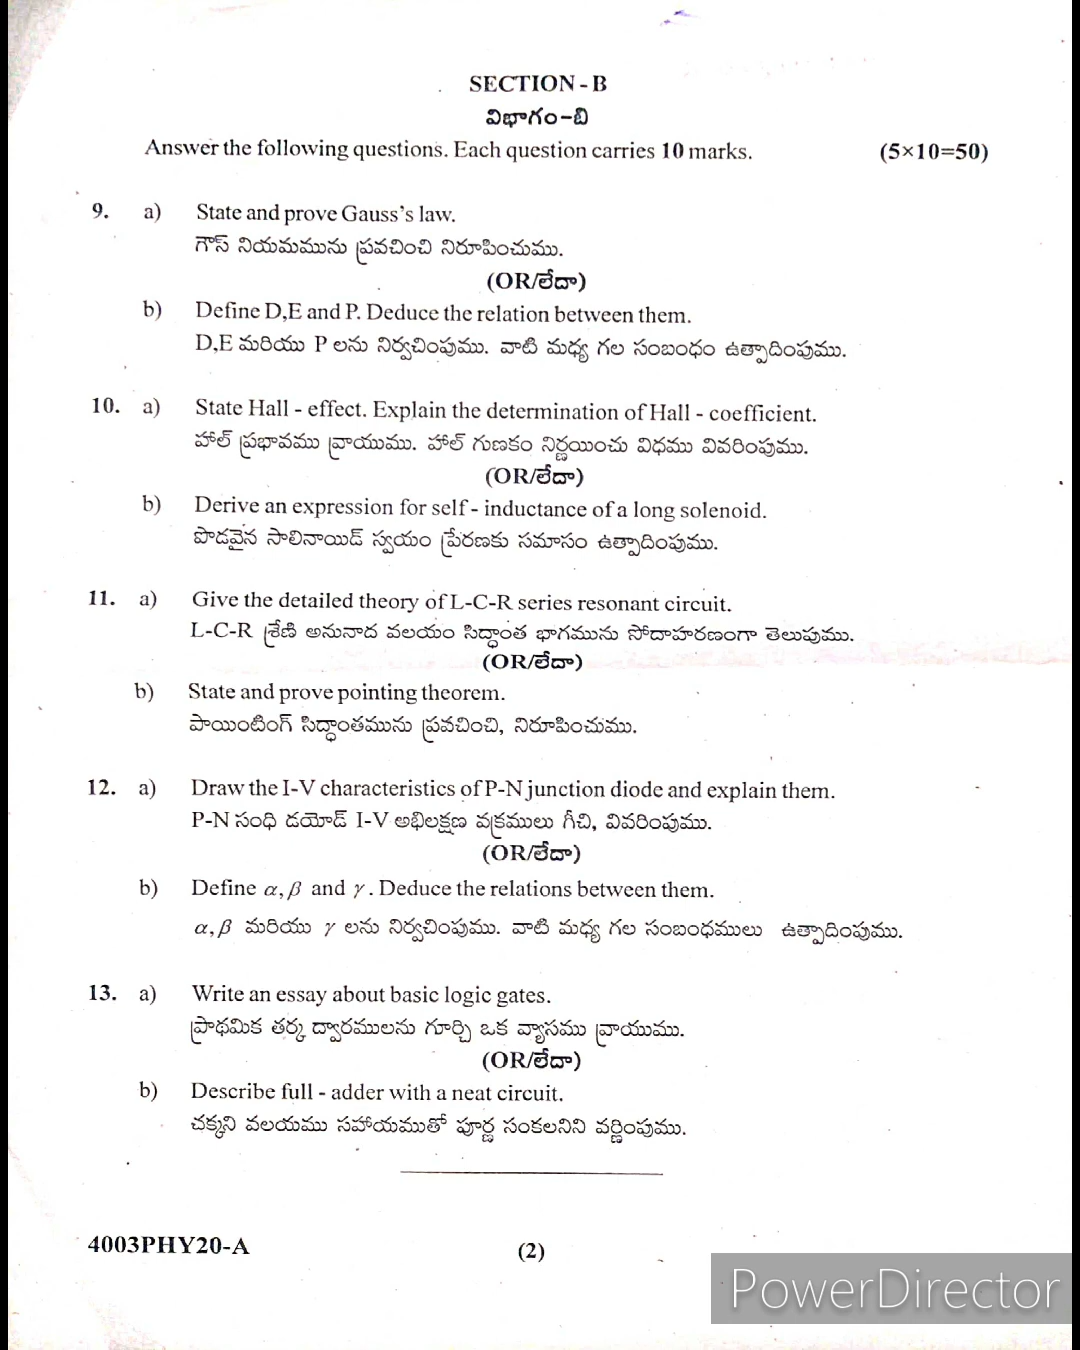 SECTION - B
విభాగం-బి
Answer the following questions. Each question carries 10 marks. (5×10=50)
9. a) State and prove Gauss's law.
గౌస్ నియమమును ప్రవచించి నిరూపించుము.
(OR/లేదా)
b) Define D,E and P. Deduce the relation between them.
D,E మరియు P లను నిర్వచింపుము. వాటి మధ్య గల సంబంధం ఉత్పాదింపుము.
10. a) State Hall - effect. Explain the determination of Hall - coefficient.
హాల్ ప్రభావము వ్రాయుము. హాల్ గుణకం నిర్ణయించు విధము వివరింపుము.
(OR/లేదా)
b) Derive an expression for self - inductance of a long solenoid.
పొడవైన సాలినాయిడ్ స్వయం ప్రేరణకు సమాసం ఉత్పాదింపుము.
11. a) Give the detailed theory of L-C-R series resonant circuit.
L-C-R శ్రేణి అనునాద వలయం సిద్ధాంత భాగమును సోదాహరణంగా తెలుపుము.
(OR/లేదా)
b) State and prove pointing theorem.
పాయింటింగ్ సిద్ధాంతమును ప్రవచించి, నిరూపించుము.
12. a) Draw the I-V characteristics of P-N junction diode and explain them.
P-N సంధి డయోడ్ I-V అభిలక్షణ వక్రములు గీచి, వివరింపుము.
(OR/లేదా)
b) Define α, β and γ. Deduce the relations between them.
α, β మరియు γ లను నిర్వచింపుము. వాటి మధ్య గల సంబంధములు ఉత్పాదింపుము.
13. a) Write an essay about basic logic gates.
ప్రాథమిక తర్క ద్వారములను గూర్చి ఒక వ్యాసము వ్రాయుము.
(OR/లేదా)
b) Describe full - adder with a neat circuit.
చక్కని వలయము సహాయముతో పూర్ణ సంకలనిని వర్ణింపుము.
4003PHY20-A (2)
PowerDirector